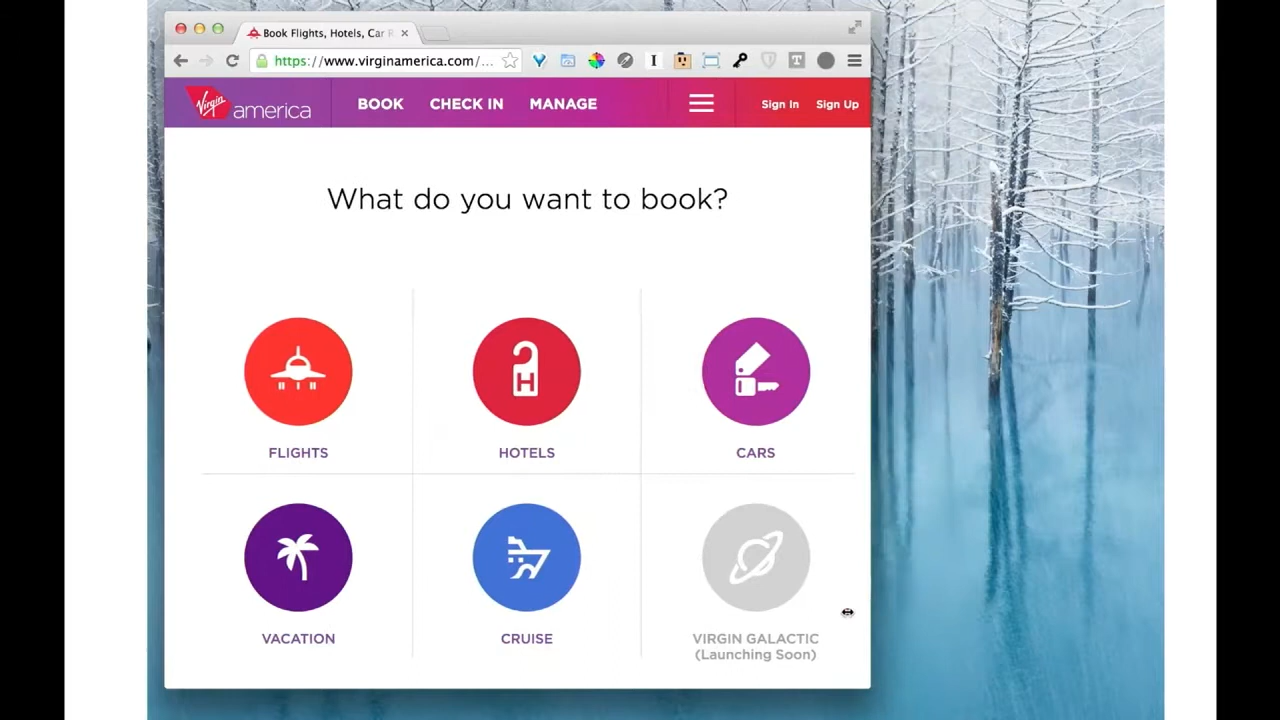 Book Flights, Hotels, Car R
https://www.virginamerica.com/...
Virgin america
BOOK
CHECK IN
MANAGE
Sign In
Sign Up
What do you want to book?
H
FLIGHTS
HOTELS
CARS
VACATION
CRUISE
VIRGIN GALACTIC
(Launching Soon)